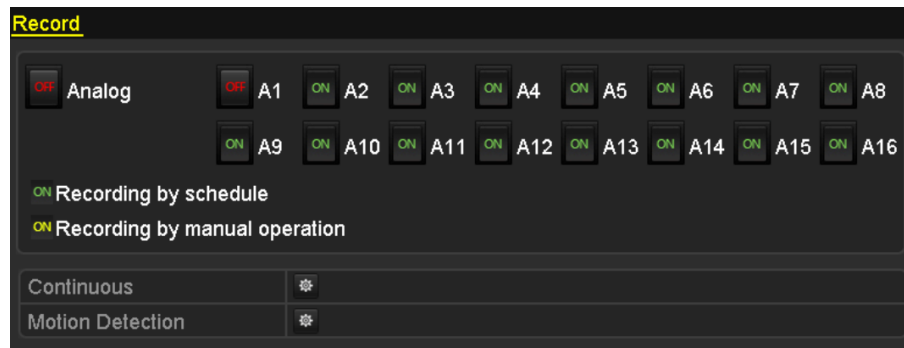 Record
OFF Analog OFF A1 ON A2 ON A3 ON A4 ON A5 ON A6 ON A7 ON A8
ON A9 ON A10 ON A11 ON A12 ON A13 ON A14 ON A15 ON A16
ON Recording by schedule
ON Recording by manual operation
Continuous
Motion Detection